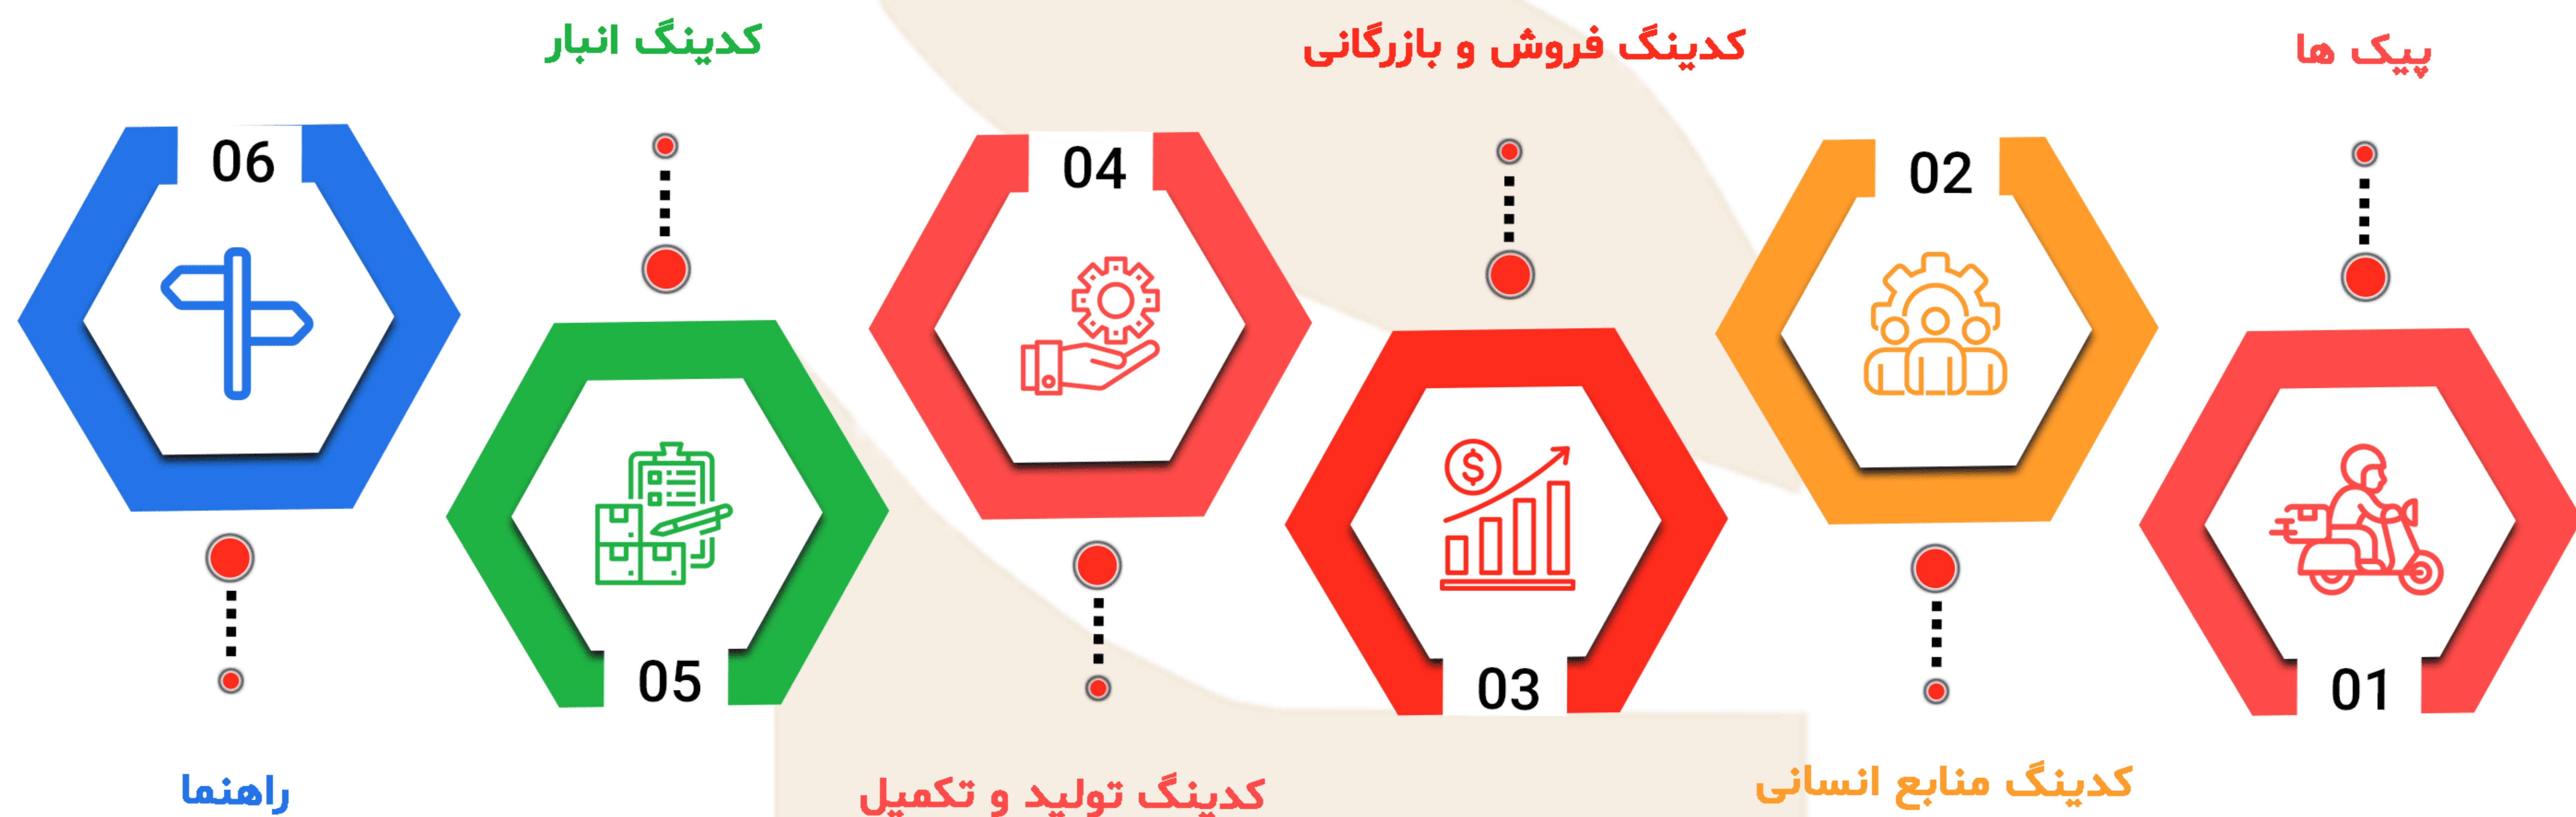 پیک ها
01
02
کدینگ منابع انسانی
کدینگ فروش و بازرگانی
03
04
کدینگ تولید و تکمیل
کدینگ انبار
05
06
راهنما